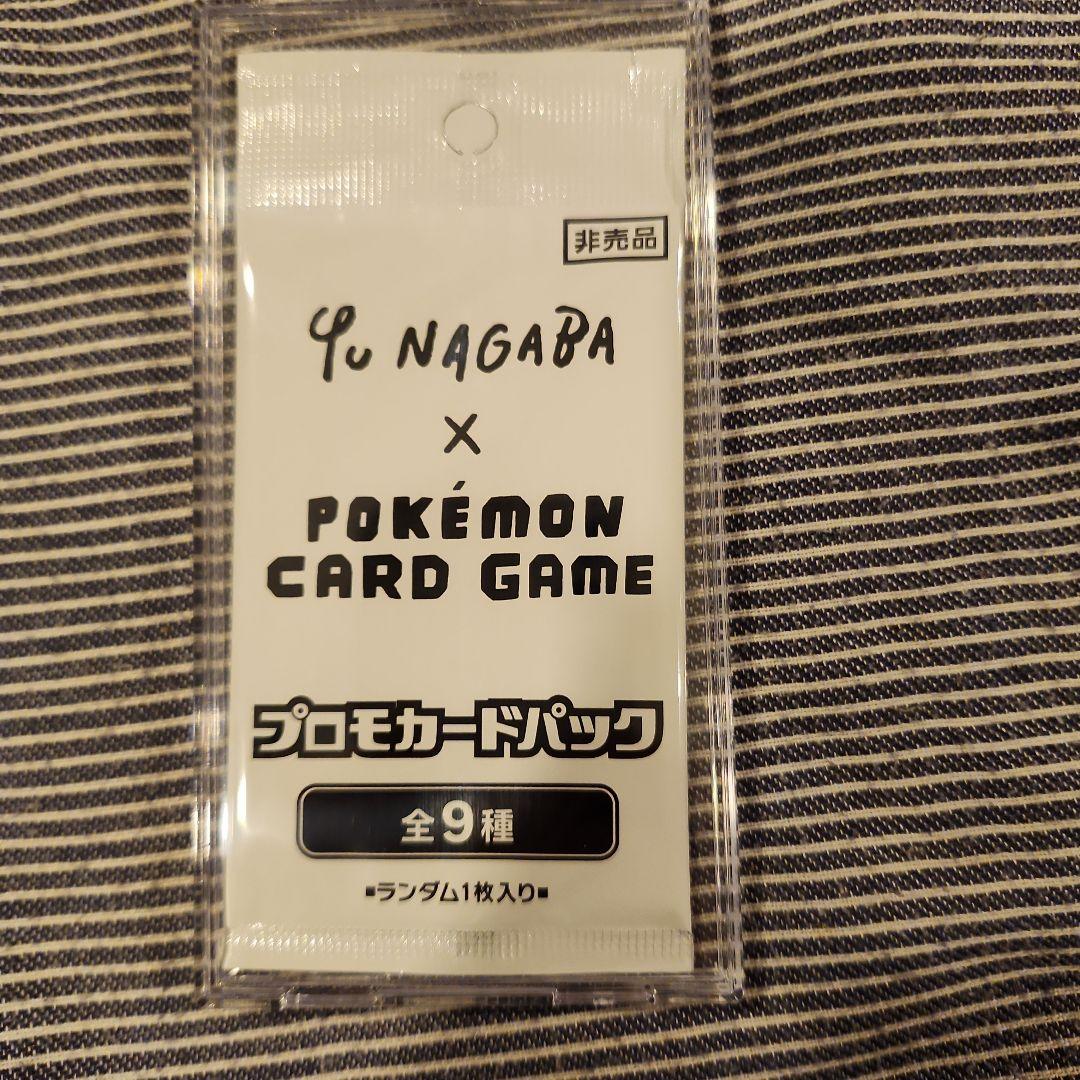 非売品
Yu NAGABA
×
POKÉMON
CARD GAME
プロモカードパック
全9種
■ランダム1枚入り■